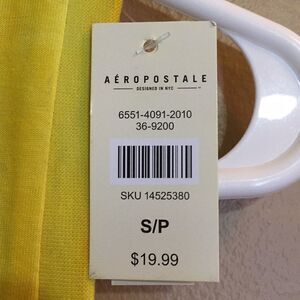 AÉROPOSTALE
DESIGNED IN NYC
6551-4091-2010
36-9200
SKU 14525380
S/P
$19.99